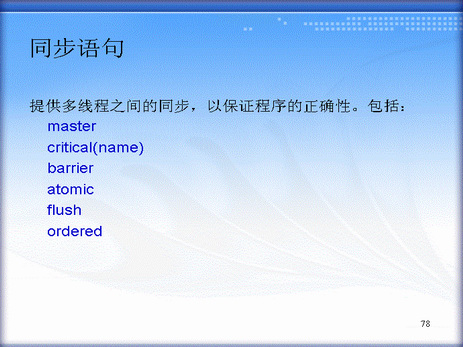 同步语句
提供多线程之间的同步，以保证程序的正确性。包括：
master
critical(name)
barrier
atomic
flush
ordered
78